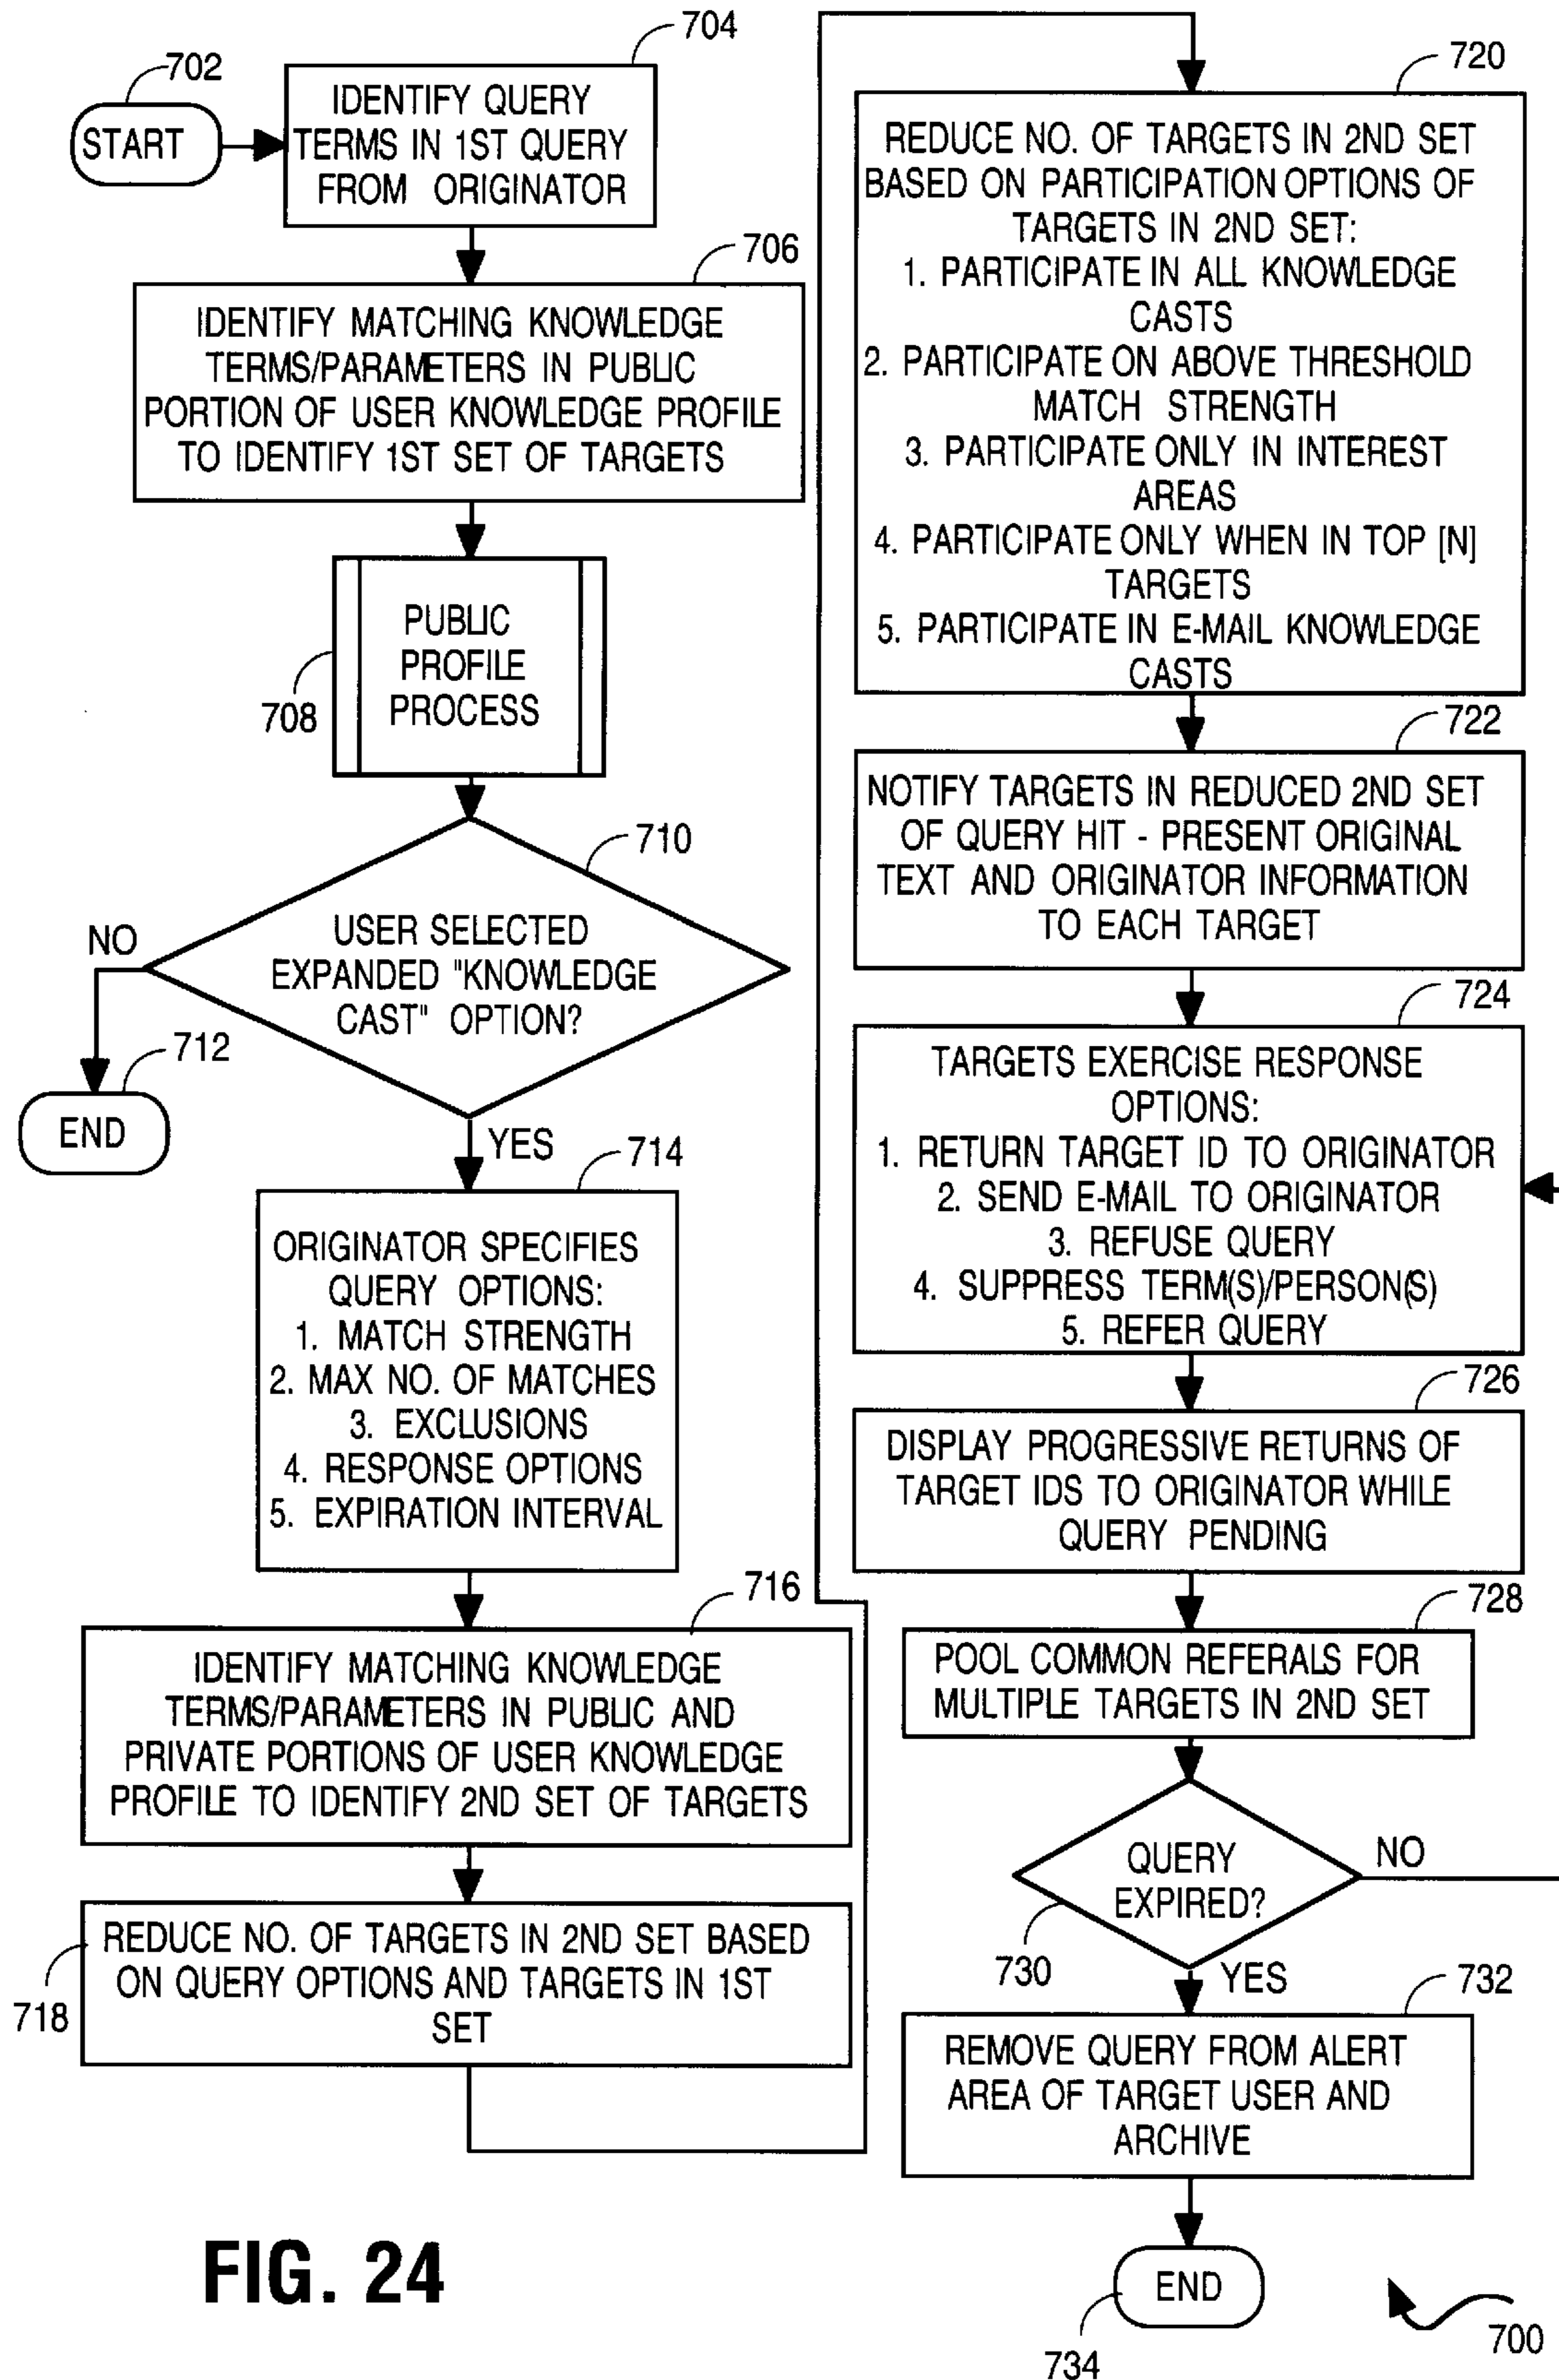 702
START
704
IDENTIFY QUERY
TERMS IN 1ST QUERY
FROM ORIGINATOR
706
IDENTIFY MATCHING KNOWLEDGE
TERMS/PARAMETERS IN PUBLIC
PORTION OF USER KNOWLEDGE PROFILE
TO IDENTIFY 1ST SET OF TARGETS
PUBLIC
PROFILE
PROCESS
708
710
USER SELECTED
EXPANDED "KNOWLEDGE
CAST" OPTION?
NO
712
END
YES
714
ORIGINATOR SPECIFIES
QUERY OPTIONS:
1. MATCH STRENGTH
2. MAX NO. OF MATCHES
3. EXCLUSIONS
4. RESPONSE OPTIONS
5. EXPIRATION INTERVAL
716
IDENTIFY MATCHING KNOWLEDGE
TERMS/PARAMETERS IN PUBLIC AND
PRIVATE PORTIONS OF USER KNOWLEDGE
PROFILE TO IDENTIFY 2ND SET OF TARGETS
REDUCE NO. OF TARGETS IN 2ND SET BASED
ON QUERY OPTIONS AND TARGETS IN 1ST
SET
718
720
REDUCE NO. OF TARGETS IN 2ND SET
BASED ON PARTICIPATION OPTIONS OF
TARGETS IN 2ND SET:
1. PARTICIPATE IN ALL KNOWLEDGE
CASTS
2. PARTICIPATE ON ABOVE THRESHOLD
MATCH STRENGTH
3. PARTICIPATE ONLY IN INTEREST
AREAS
4. PARTICIPATE ONLY WHEN IN TOP [N]
TARGETS
5. PARTICIPATE IN E-MAIL KNOWLEDGE
CASTS
722
NOTIFY TARGETS IN REDUCED 2ND SET
OF QUERY HIT - PRESENT ORIGINAL
TEXT AND ORIGINATOR INFORMATION
TO EACH TARGET
724
TARGETS EXERCISE RESPONSE
OPTIONS:
1. RETURN TARGET ID TO ORIGINATOR
2. SEND E-MAIL TO ORIGINATOR
3. REFUSE QUERY
4. SUPPRESS TERM(S)/PERSON(S)
5. REFER QUERY
726
DISPLAY PROGRESSIVE RETURNS OF
TARGET IDS TO ORIGINATOR WHILE
QUERY PENDING
728
POOL COMMON REFERALS FOR
MULTIPLE TARGETS IN 2ND SET
QUERY
EXPIRED?
NO
730
YES
732
REMOVE QUERY FROM ALERT
AREA OF TARGET USER AND
ARCHIVE
END
734
700
FIG. 24